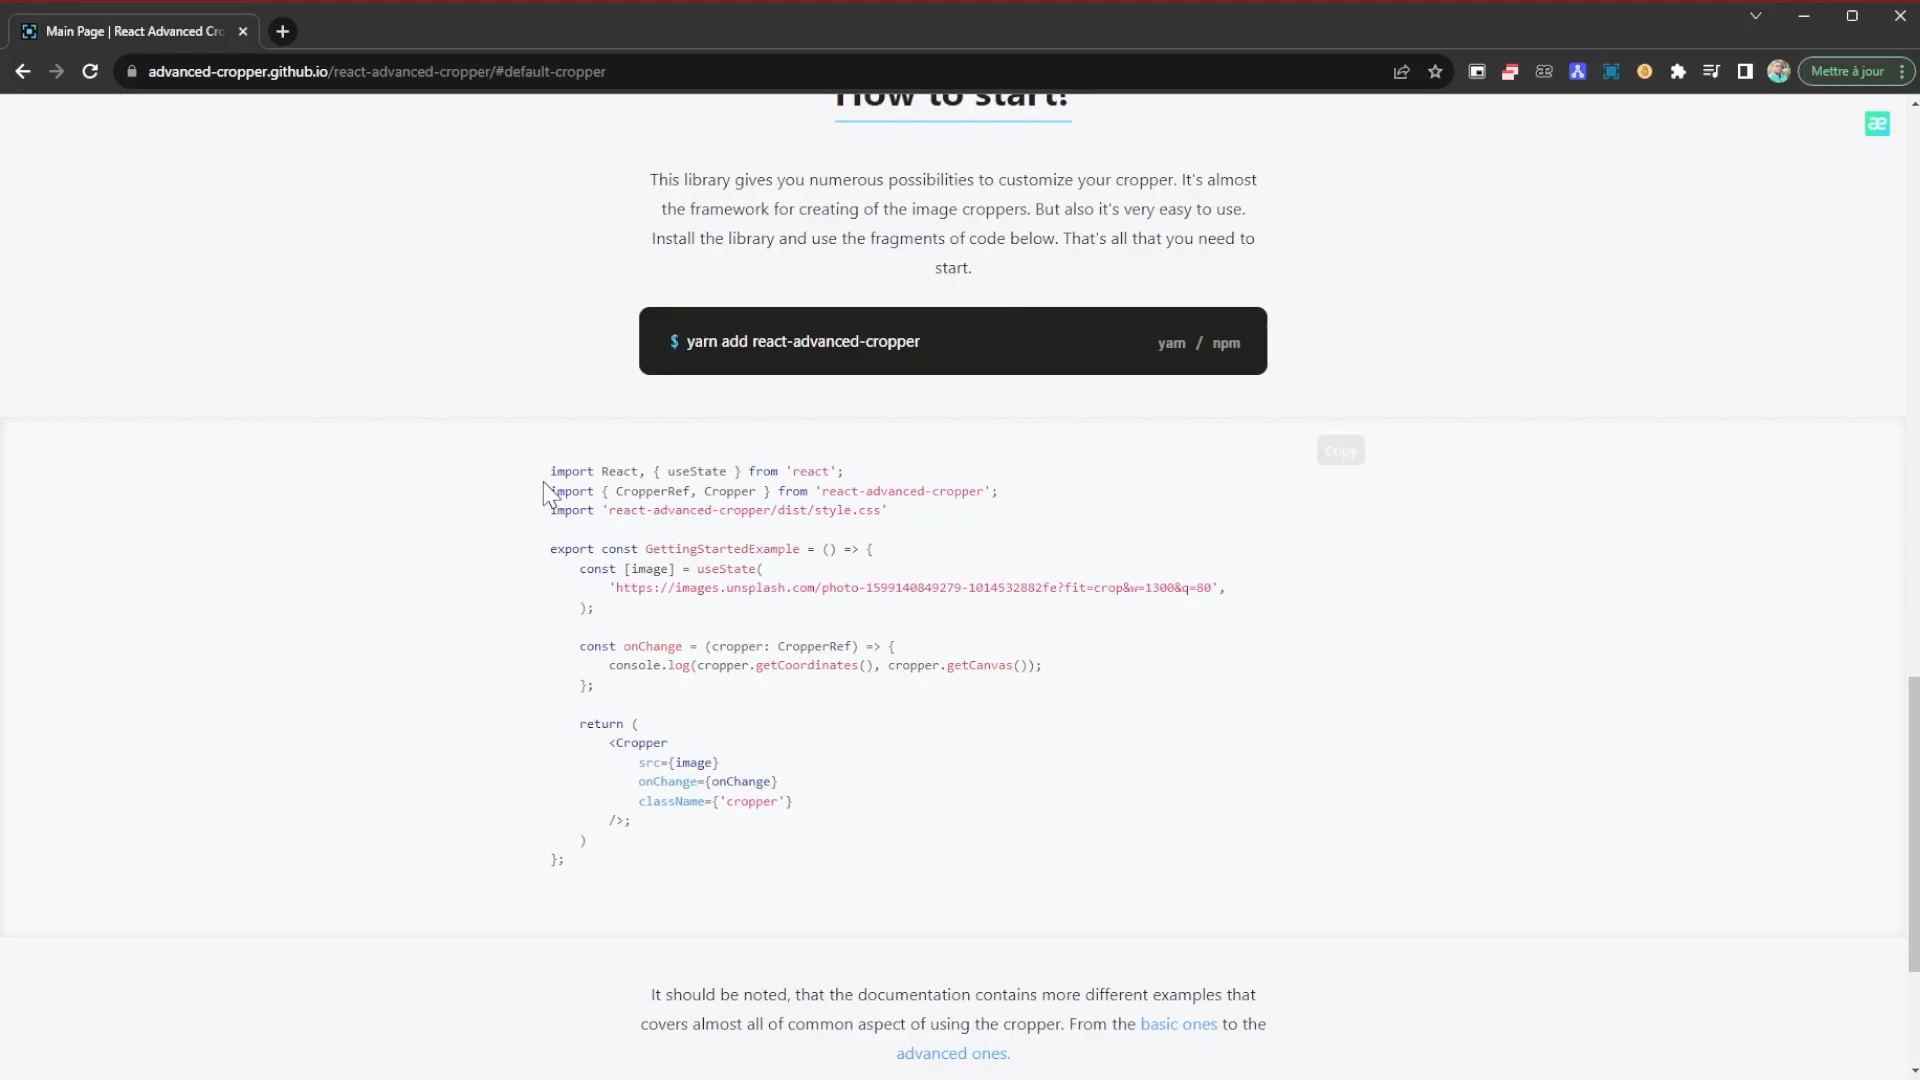 Main Page | React Advanced Cro
advanced-cropper.github.io/react-advanced-cropper/#default-cropper
Mettre à jour
How to start?
æ
This library gives you numerous possibilities to customize your cropper. It's almost
the framework for creating of the image croppers. But also it's very easy to use.
Install the library and use the fragments of code below. That's all that you need to
start.
$ yarn add react-advanced-cropper
yarn / npm
Copy
import React, { useState } from 'react';
import { CropperRef, Cropper } from 'react-advanced-cropper';
import 'react-advanced-cropper/dist/style.css'
export const GettingStartedExample = () => {
const [image] = useState(
'https://images.unsplash.com/photo-1599140849279-1014532882fe?fit=crop&w=1300&q=80',
);
const onChange = (cropper: CropperRef) => {
console.log(cropper.getCoordinates(), cropper.getCanvas());
};
return (
<Cropper
src={image}
onChange={onChange}
className={'cropper'}
/>;
)
};
It should be noted, that the documentation contains more different examples that
covers almost all of common aspect of using the cropper. From the basic ones to the
advanced ones.